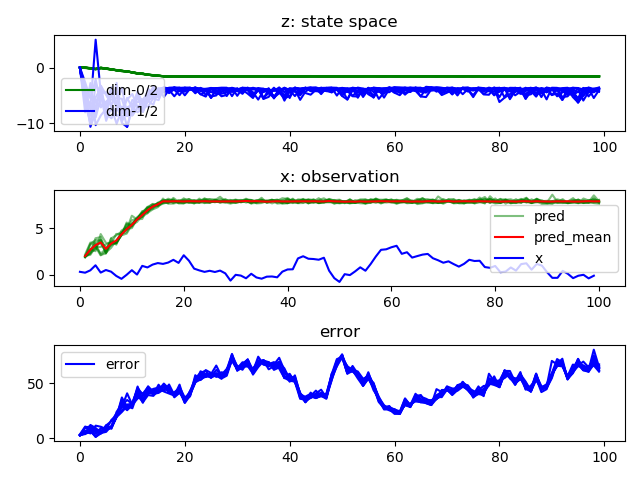 z: state space
0
−10
dim-0/2
dim-1/2
0 20 40 60 80 100
x: observation
5
0
pred
pred_mean
x
0 20 40 60 80 100
error
50
0
error
0 20 40 60 80 100